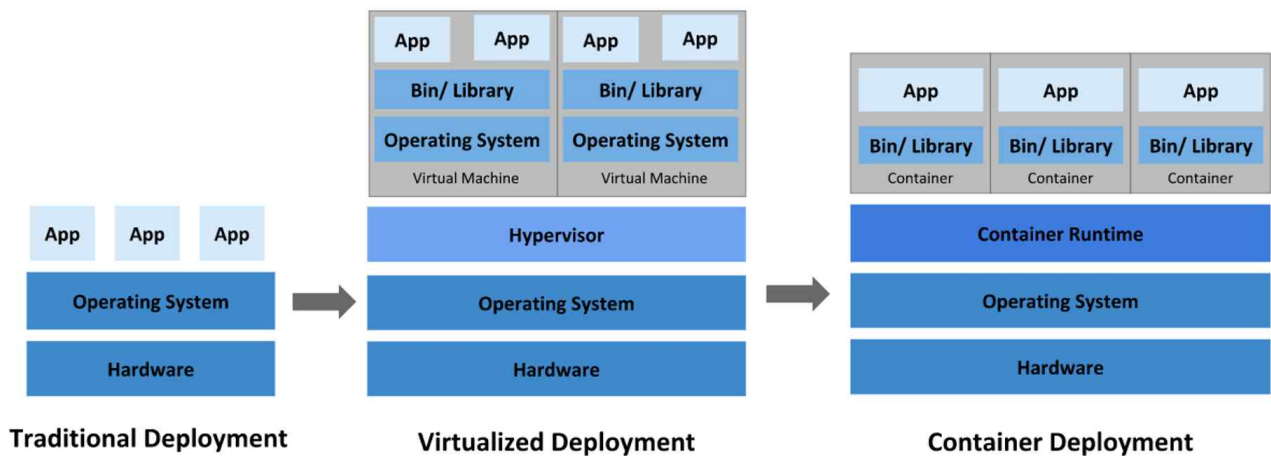 App
App
App
Operating System
Hardware
Traditional Deployment
App
App
Bin/ Library
Operating System
Virtual Machine
App
App
Bin/ Library
Operating System
Virtual Machine
Hypervisor
Operating System
Hardware
Virtualized Deployment
App
Bin/ Library
Container
App
Bin/ Library
Container
App
Bin/ Library
Container
Container Runtime
Operating System
Hardware
Container Deployment